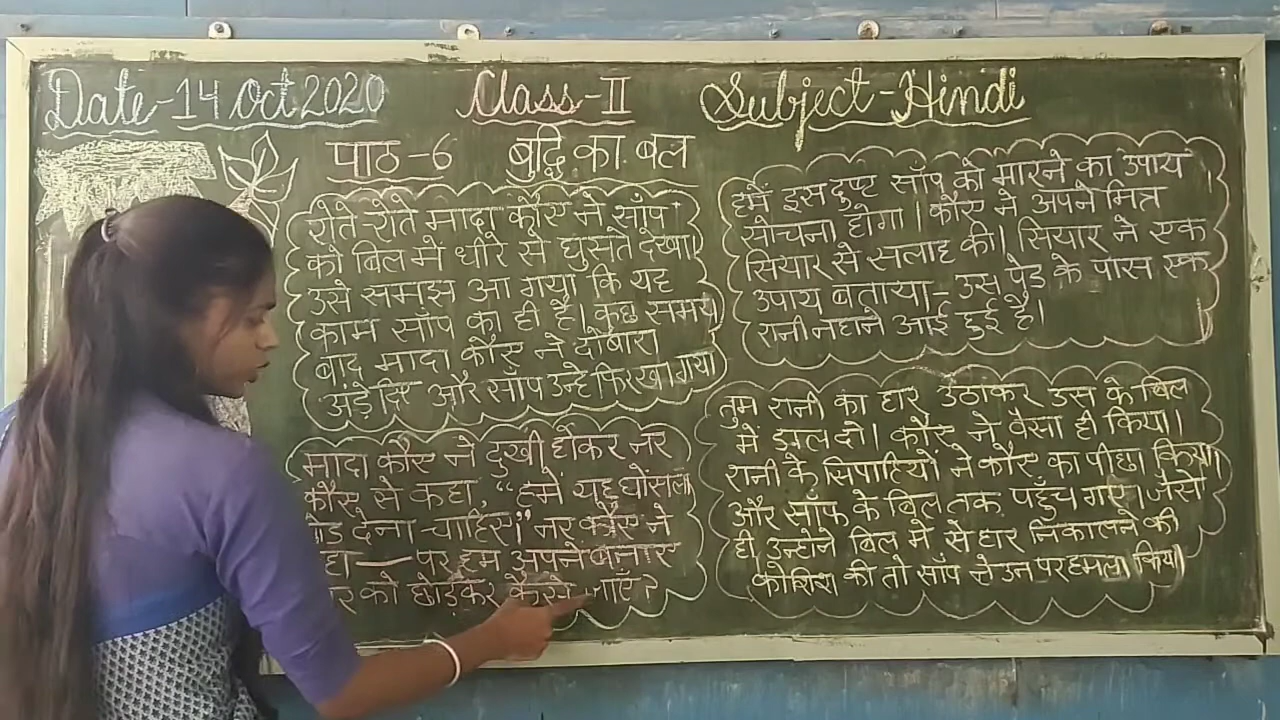 Date-14 Oct 2020 Class-II Subject-Hindi
पाठ-6 बुद्धि का बल
रोते-रोते मादा कौए ने साँप
को बिल में धीरे से घुसते देखा।
उसे समझ आ गया कि यह
काम साँप का ही है। कुछ समय
बाद मादा कौए ने दोबारा
अंडे दिए और साँप उन्हे फिर खा गया
मादा कौए ने दुखी होकर नर
कौए से कहा, "हमें यह घोंसला
देना चाहिए।" नर कौए ने
हम अपने बनाए
को छोड़कर कैसे जाएँ?
हमें इस दुष्ट साँप को मारने का उपाय
सोचना होगा। कौए ने अपने मित्र
सियार से सलाह की। सियार ने एक
उपाय बताया- उस पेड़ के पास एक
रानी नहाने आई हुई है।
तुम रानी का हार उठाकर उस के बिल
में डाल दो। कौए ने वैसा ही किया।
रानी के सिपाहियों ने कौए का पीछा किया।
और साँप के बिल तक पहुँच गए। जैसे
ही उन्होने बिल में से हार निकालने की
कोशिश की तो साँप ने उन पर हमला किया।